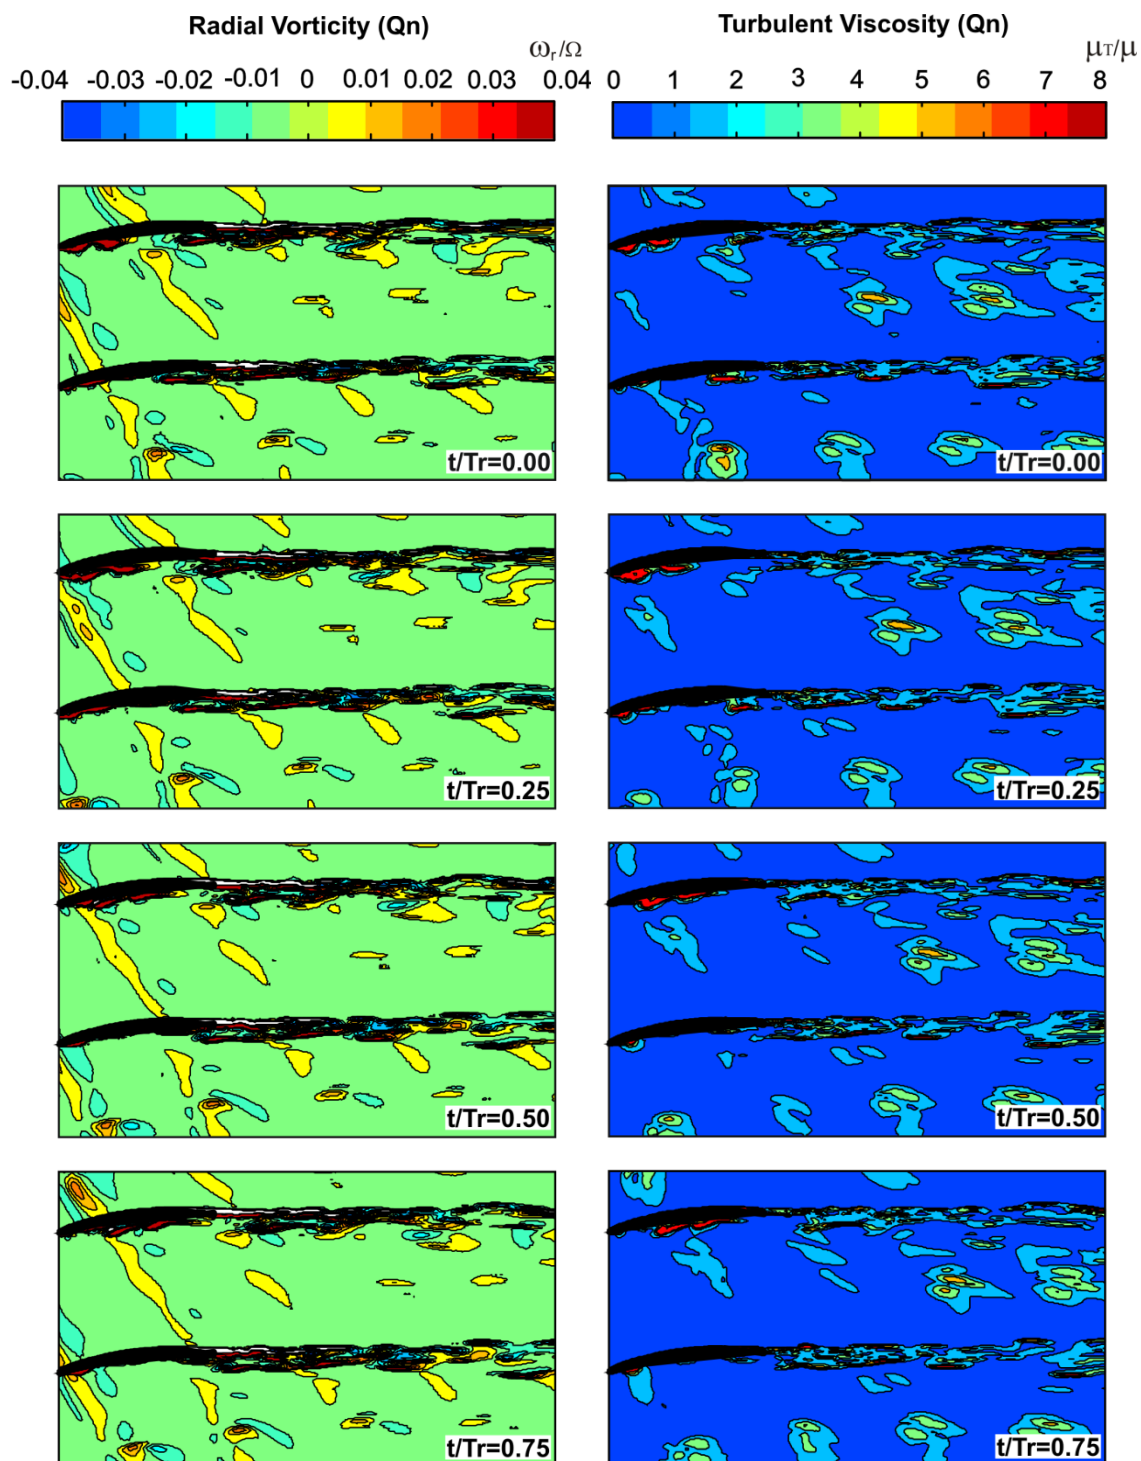 Radial Vorticity (Qn)
ω_r/Ω
-0.04 -0.03 -0.02 -0.01 0 0.01 0.02 0.03 0.04
Turbulent Viscosity (Qn)
μ_T/μ
0 1 2 3 4 5 6 7 8
t/Tr=0.00
t/Tr=0.00
t/Tr=0.25
t/Tr=0.25
t/Tr=0.50
t/Tr=0.50
t/Tr=0.75
t/Tr=0.75